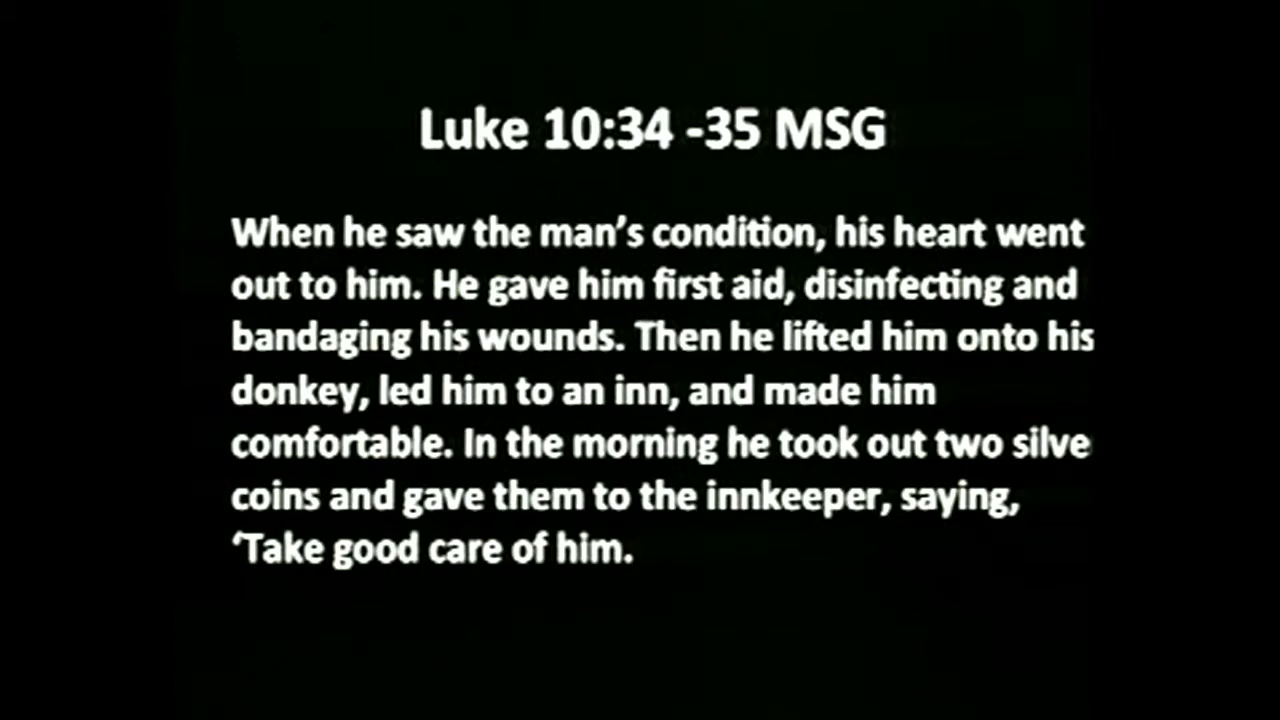 Luke 10:34 -35 MSG
When he saw the man's condition, his heart went
out to him. He gave him first aid, disinfecting and
bandaging his wounds. Then he lifted him onto his
donkey, led him to an inn, and made him
comfortable. In the morning he took out two silve
coins and gave them to the innkeeper, saying,
‘Take good care of him.